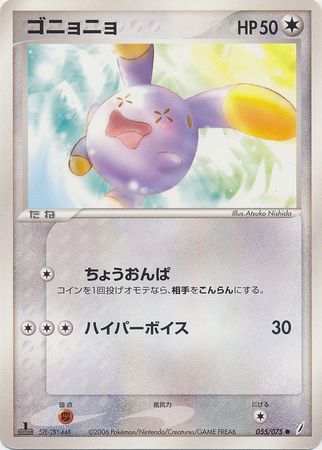 ゴニョニョ HP50
たね Illus.Atsuko Nishida
ちょうおんぱ
コインを1回投げオモテなら、相手をこんらんにする。
ハイパーボイス 30
弱点 抵抗力 にげる
1
EDITION ©2006 Pokémon/Nintendo/Creatures/GAME FREAK 055/075